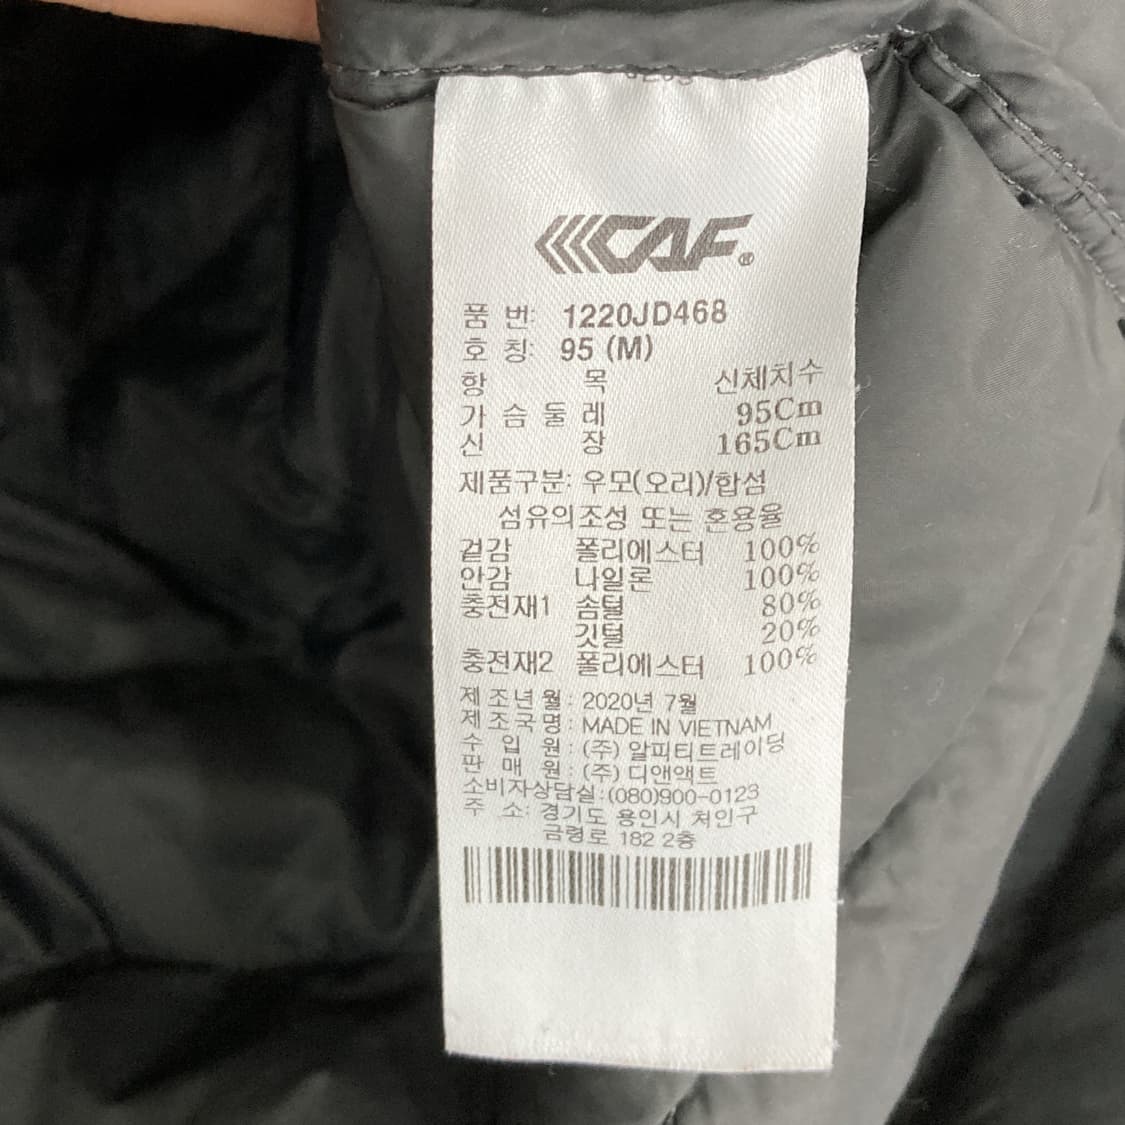 CAF®
품 번: 1220JD468
호 칭: 95 (M)
항 목 신체치수
가 슴 둘 레 95Cm
신 장 165Cm
제품구분: 우모(오리)/합섬
섬유의조성 또는 혼용율
겉감 폴리에스터 100%
안감 나일론 100%
충전재1 솜털 80%
깃털 20%
충전재2 폴리에스터 100%
제 조 년 월 : 2020년 7월
제 조 국 명 : MADE IN VIETNAM
수 입 원 : (주) 알피티트레이딩
판 매 원 : (주) 디앤액트
소비자상담실:(080)900-0123
주 소: 경기도 용인시 처인구
금령로 182 2층